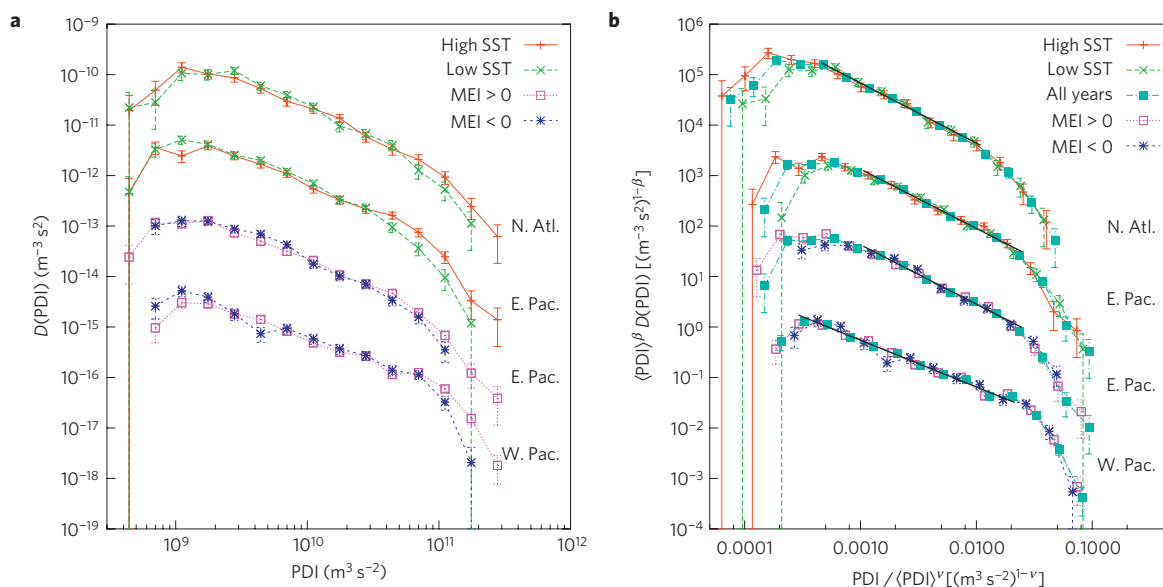 a
10⁻⁹
10⁻¹⁰
10⁻¹¹
10⁻¹²
10⁻¹³
10⁻¹⁴
10⁻¹⁵
10⁻¹⁶
10⁻¹⁷
10⁻¹⁸
10⁻¹⁹
D(PDI) (m⁻³ s²)
High SST
Low SST
MEI > 0
MEI < 0
N. Atl.
E. Pac.
E. Pac.
W. Pac.
10⁹
10¹⁰
10¹¹
10¹²
PDI (m³ s⁻²)
b
10⁶
10⁵
10⁴
10³
10²
10¹
10⁰
10⁻¹
10⁻²
10⁻³
10⁻⁴
⟨PDI⟩^β D(PDI) [(m⁻³ s²)^1−β]
High SST
Low SST
All years
MEI > 0
MEI < 0
N. Atl.
E. Pac.
E. Pac.
W. Pac.
0.0001
0.0010
0.0100
0.1000
PDI / ⟨PDI⟩^ν [(m³ s⁻²)^1−ν]